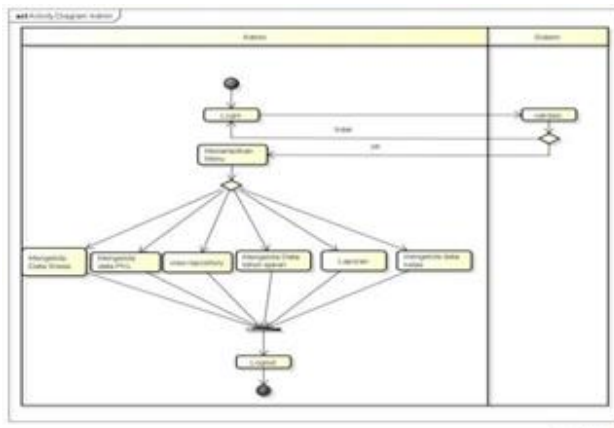 act Activity Diagram Admin
Admin
Sistem
Login
validasi
tidak
ya
Menampilkan
Menu
Mengelola
Data Siswa
Mengelola
data PKL
view repository
Mengelola Data
tahun ajaran
Laporan
mengelola data
kelas
Logout